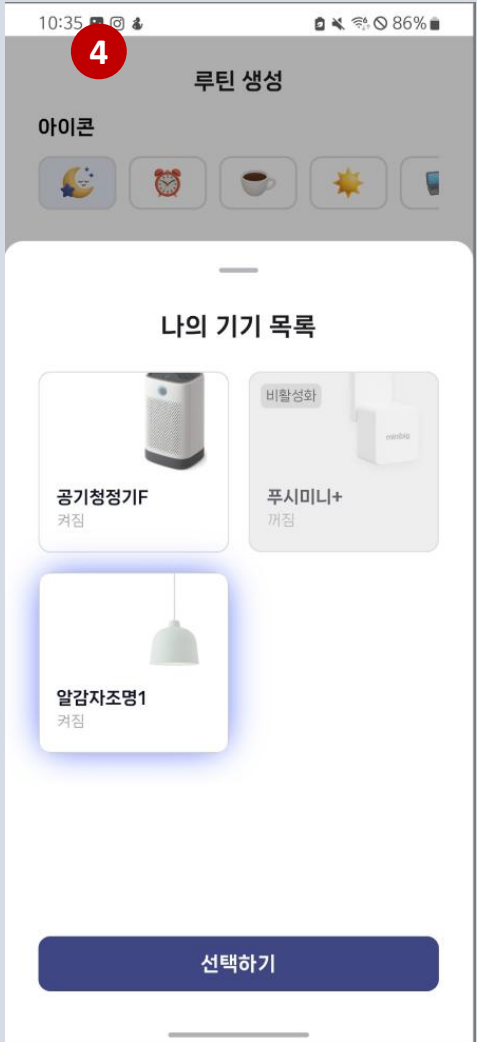 10:35
86%
4
루틴 생성
아이콘
나의 기기 목록
비활성화
minibig
공기청정기F
켜짐
푸시미니+
꺼짐
알감자조명1
켜짐
선택하기